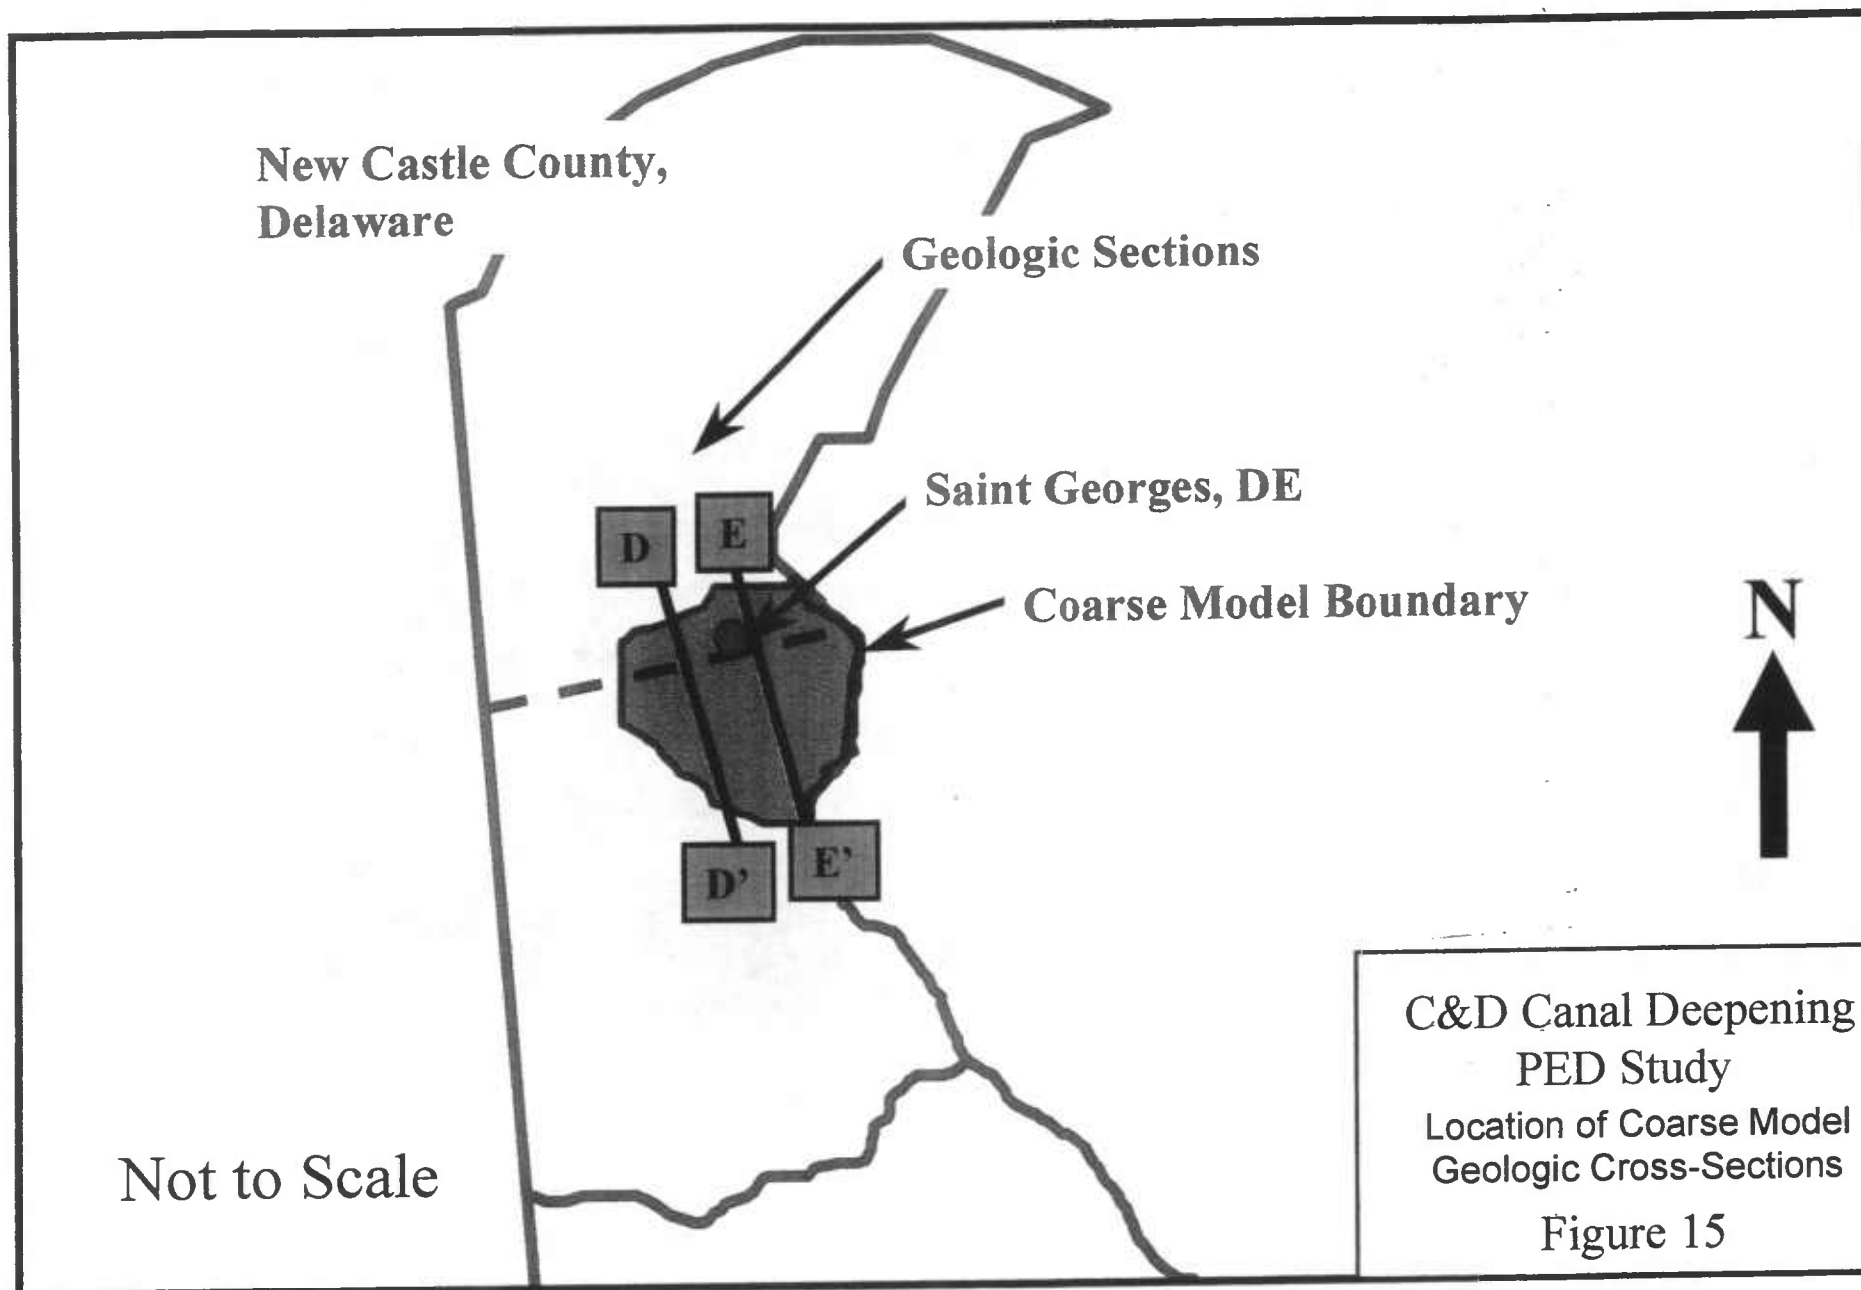 New Castle County,
Delaware
Geologic Sections
Saint Georges, DE
D
E
Coarse Model Boundary
N
D’
E’
Not to Scale
C&D Canal Deepening
PED Study
Location of Coarse Model
Geologic Cross-Sections
Figure 15